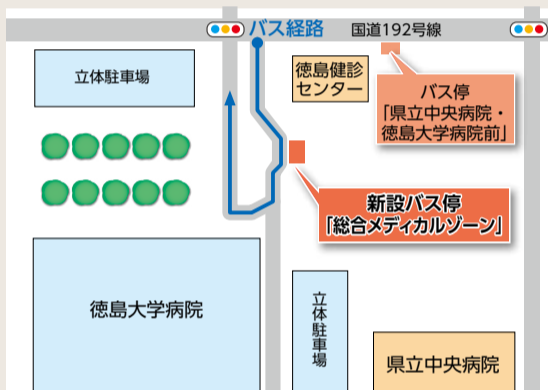 バス経路
国道192号線
立体駐車場
徳島健診
センター
バス停
「県立中央病院・
徳島大学病院前」
新設バス停
「総合メディカルゾーン」
徳島大学病院
立体駐車場
県立中央病院